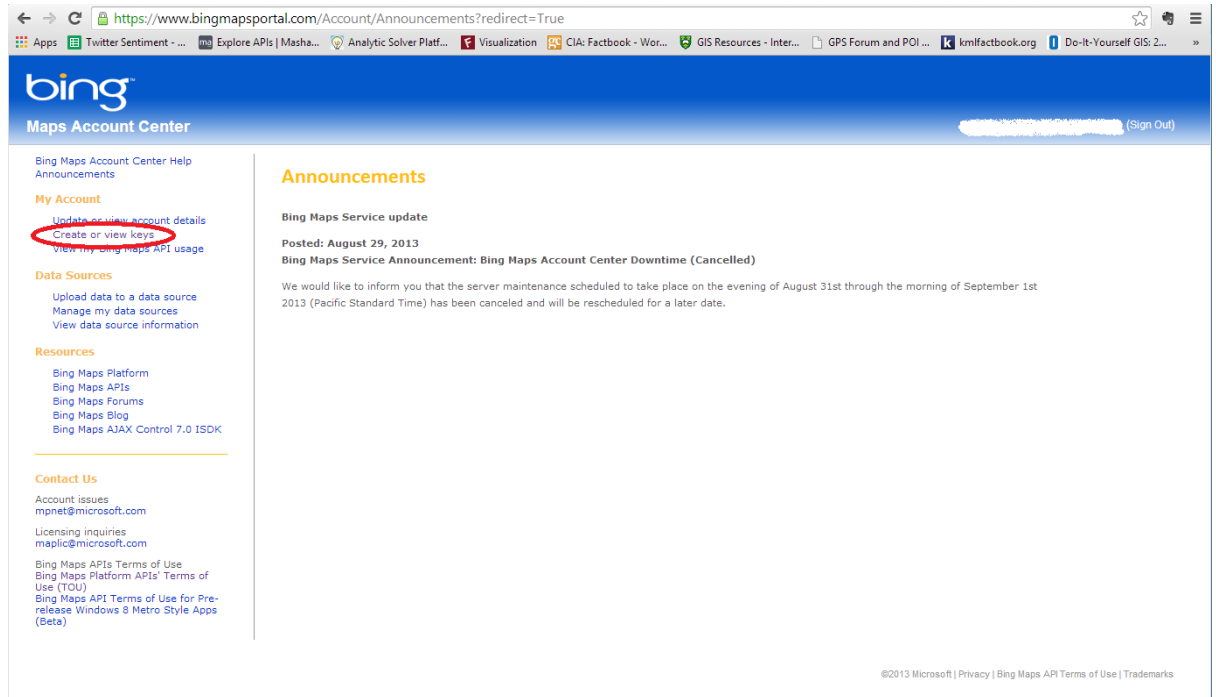 https://www.bingmapsportal.com/Account/Announcements?redirect=True
Apps Twitter Sentiment - ... ma Explore APIs | Masha... Analytic Solver Platf... Visualization CIA: Factbook - Wor... GIS Resources - Inter... GPS Forum and POI ... k kmlfactbook.org Do-It-Yourself GIS: 2... »
bing™
Maps Account Center
(Sign Out)
Bing Maps Account Center Help
Announcements
My Account
Update or view account details
Create or view keys
View my Bing Maps API usage
Data Sources
Upload data to a data source
Manage my data sources
View data source information
Resources
Bing Maps Platform
Bing Maps APIs
Bing Maps Forums
Bing Maps Blog
Bing Maps AJAX Control 7.0 ISDK
Contact Us
Account issues
mpnet@microsoft.com
Licensing inquiries
maplic@microsoft.com
Bing Maps APIs Terms of Use
Bing Maps Platform APIs' Terms of
Use (TOU)
Bing Maps API Terms of Use for Pre-
release Windows 8 Metro Style Apps
(Beta)
Announcements
Bing Maps Service update
Posted: August 29, 2013
Bing Maps Service Announcement: Bing Maps Account Center Downtime (Cancelled)
We would like to inform you that the server maintenance scheduled to take place on the evening of August 31st through the morning of September 1st
2013 (Pacific Standard Time) has been canceled and will be rescheduled for a later date.
©2013 Microsoft | Privacy | Bing Maps API Terms of Use | Trademarks